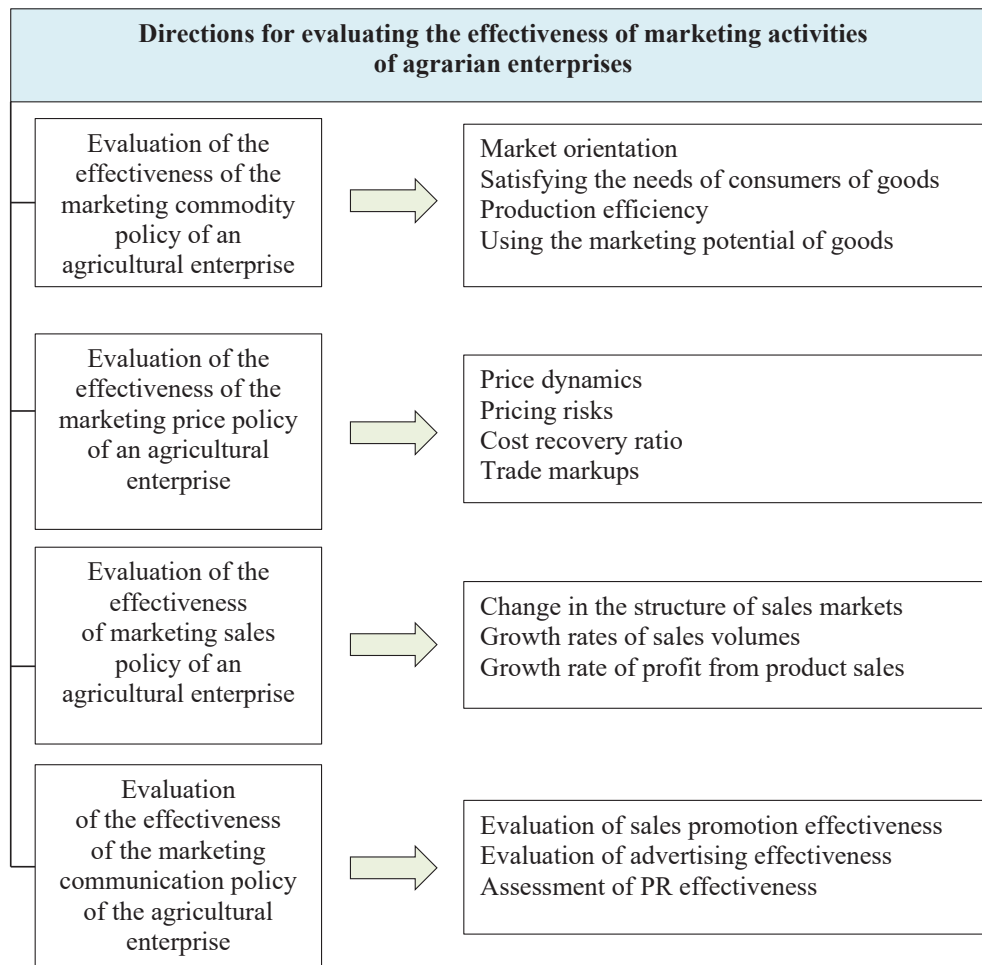 Directions for evaluating the effectiveness of marketing activities
of agrarian enterprises
Evaluation of the
effectiveness of the
marketing commodity
policy of an
agricultural enterprise
Market orientation
Satisfying the needs of consumers of goods
Production efficiency
Using the marketing potential of goods
Evaluation of the
effectiveness of the
marketing price policy
of an agricultural
enterprise
Price dynamics
Pricing risks
Cost recovery ratio
Trade markups
Evaluation of the
effectiveness
of marketing sales
policy of an
agricultural enterprise
Change in the structure of sales markets
Growth rates of sales volumes
Growth rate of profit from product sales
Evaluation
of the effectiveness
of the marketing
communication policy
of the agricultural
enterprise
Evaluation of sales promotion effectiveness
Evaluation of advertising effectiveness
Assessment of PR effectiveness